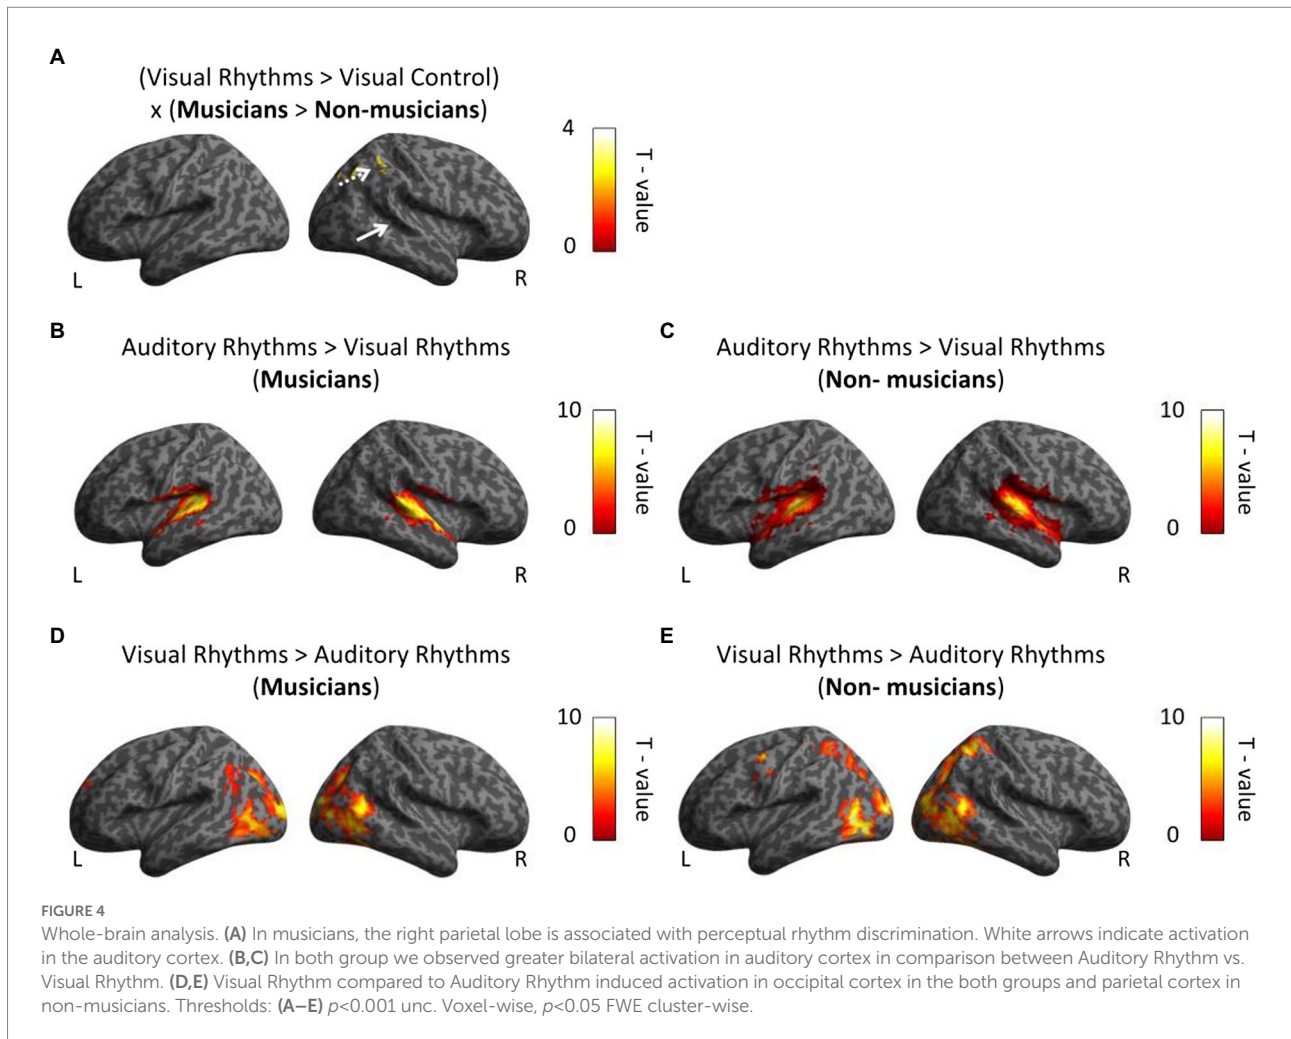 A
(Visual Rhythms > Visual Control)
x (Musicians > Non-musicians)
4
0
T - value
L
R
B
Auditory Rhythms > Visual Rhythms
(Musicians)
10
0
T - value
L
R
C
Auditory Rhythms > Visual Rhythms
(Non- musicians)
10
0
T - value
L
R
D
Visual Rhythms > Auditory Rhythms
(Musicians)
10
0
T - value
L
R
E
Visual Rhythms > Auditory Rhythms
(Non- musicians)
10
0
T - value
L
R
FIGURE 4
Whole-brain analysis. (A) In musicians, the right parietal lobe is associated with perceptual rhythm discrimination. White arrows indicate activation
in the auditory cortex. (B,C) In both group we observed greater bilateral activation in auditory cortex in comparison between Auditory Rhythm vs.
Visual Rhythm. (D,E) Visual Rhythm compared to Auditory Rhythm induced activation in occipital cortex in the both groups and parietal cortex in
non-musicians. Thresholds: (A–E) p<0.001 unc. Voxel-wise, p<0.05 FWE cluster-wise.